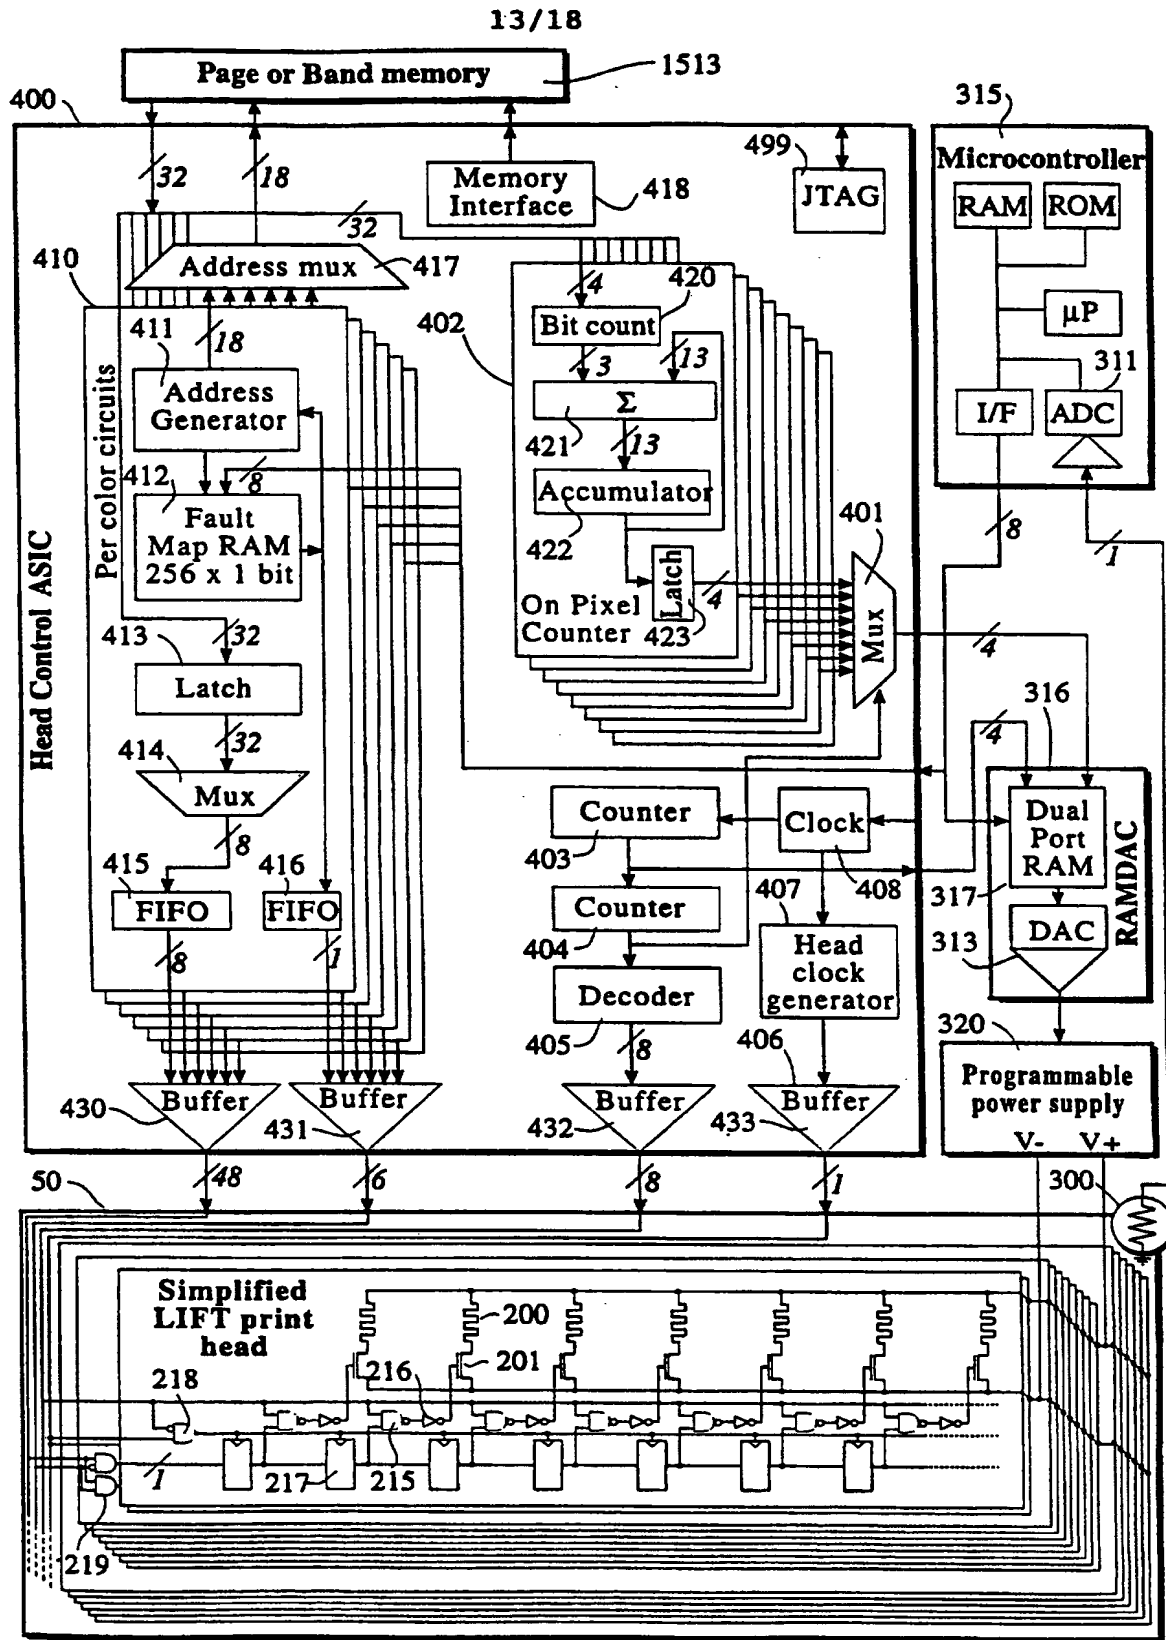 13/18
Page or Band memory
1513
400
315
32
18
Memory
Interface
418
499
JTAG
Microcontroller
RAM
ROM
32
410
Address mux
417
4
420
µP
411
18
402
Bit count
3
13
311
Per color circuits
Address
Generator
Σ
421
I/F
ADC
13
412
8
Accumulator
422
401
8
1
Fault
Map RAM
256 x 1 bit
Head Control ASIC
Latch
4
423
On Pixel
Counter
Mux
4
413
32
Latch
316
4
414
32
Mux
8
Counter
403
Clock
408
Dual
Port
RAM
317
RAMDAC
415
416
FIFO
FIFO
Counter
404
407
DAC
313
8
1
Head
clock
generator
Decoder
405
8
406
320
Programmable
power supply
V-
V+
Buffer
430
Buffer
431
Buffer
432
Buffer
433
48
6
8
1
50
300
Simplified
LIFT print
head
200
201
216
218
1
217
215
219